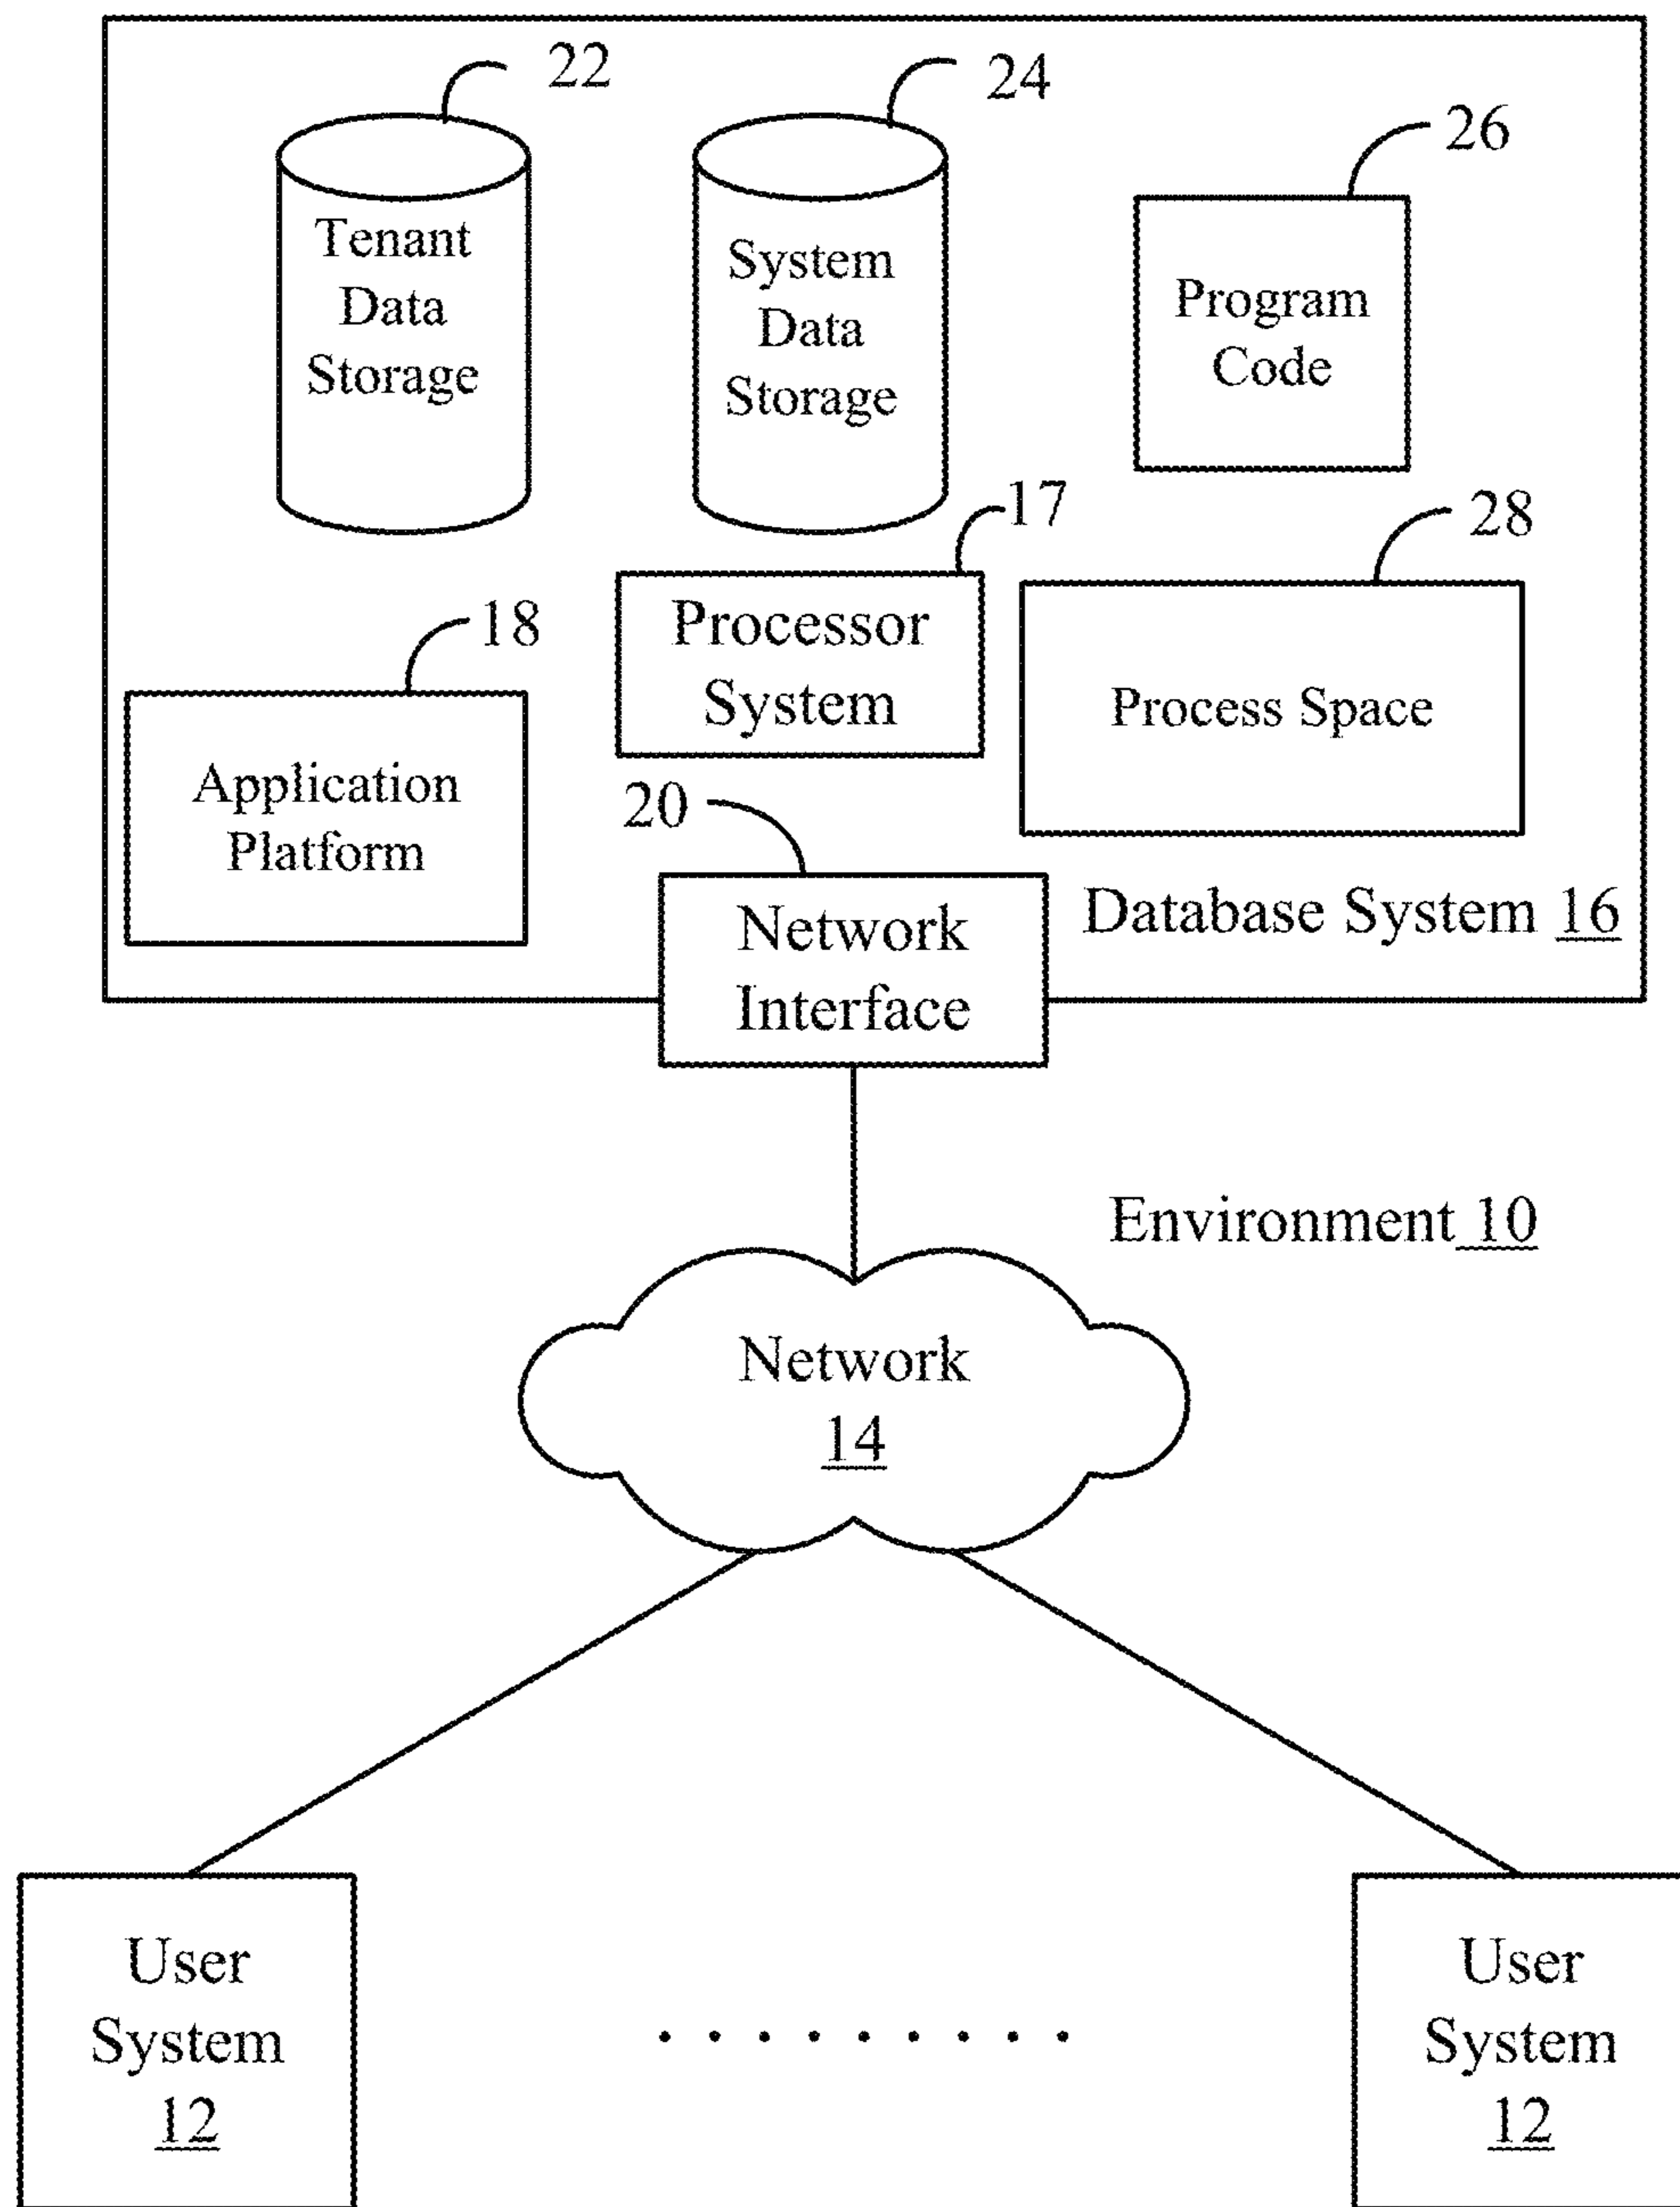 22
24
26
Tenant
Data
Storage
System
Data
Storage
Program
Code
17
28
18
Processor
System
Process Space
Application
Platform
20
Network
Interface
Database System 16
Environment 10
Network
14
User
System
12
User
System
12